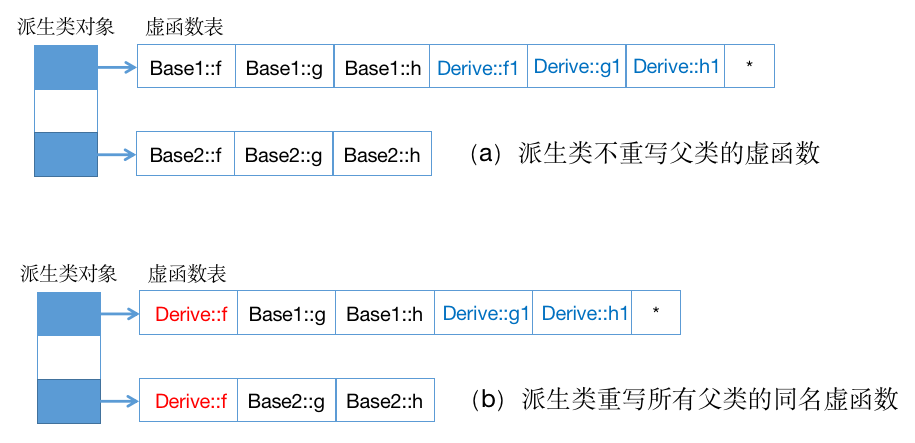 派生类对象 虚函数表
Base1::f Base1::g Base1::h Derive::f1 Derive::g1 Derive::h1 *
Base2::f Base2::g Base2::h (a) 派生类不重写父类的虚函数
派生类对象 虚函数表
Derive::f Base1::g Base1::h Derive::g1 Derive::h1 *
Derive::f Base2::g Base2::h (b) 派生类重写所有父类的同名虚函数